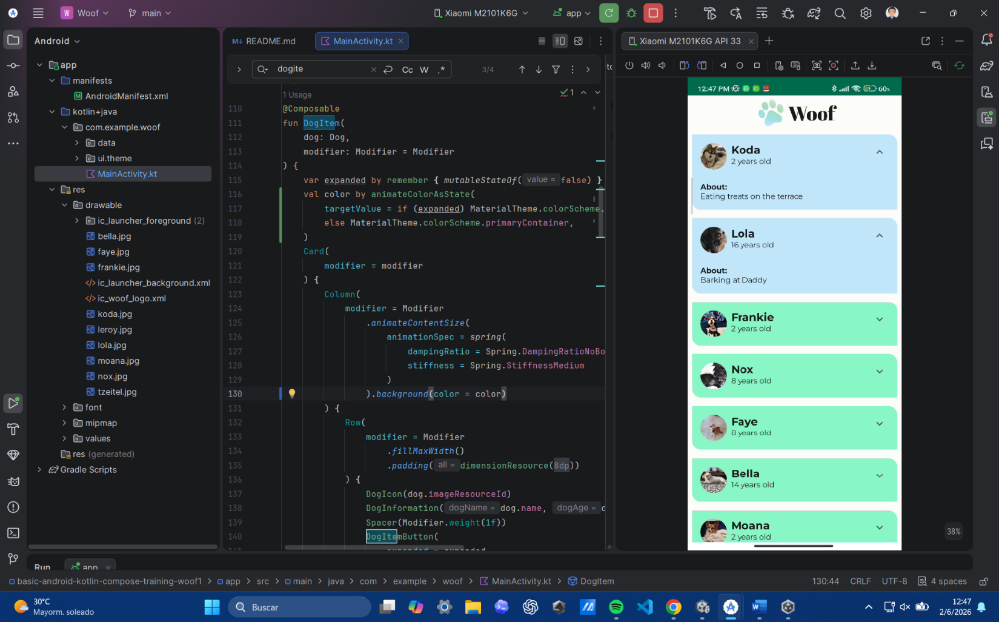 W Woof
main
Xiaomi M2101K6G
app
Android
app
manifests
AndroidManifest.xml
kotlin+java
com.example.woof
data
ui.theme
MainActivity.kt
res
drawable
ic_launcher_foreground (2)
bella.jpg
faye.jpg
frankie.jpg
ic_launcher_background.xml
ic_woof_logo.xml
koda.jpg
leroy.jpg
lola.jpg
moana.jpg
nox.jpg
tzeitel.jpg
font
mipmap
values
res (generated)
Gradle Scripts
README.md
MainActivity.kt
dogite
Cc W .*
3/4
1 Usage
1
110 @Composable
111 fun DogItem(
112 dog: Dog,
113 modifier: Modifier = Modifier
114 ) {
115 var expanded by remember { mutableStateOf( value = false) }
116 val color by animateColorAsState(
117 targetValue = if (expanded) MaterialTheme.colorScheme.
118 else MaterialTheme.colorScheme.primaryContainer,
119 )
120 Card(
121 modifier = modifier
122 ) {
123 Column(
124 modifier = Modifier
125 .animateContentSize(
126 animationSpec = spring(
127 dampingRatio = Spring.DampingRatioNoBo
128 stiffness = Spring.StiffnessMedium
129 )
130 ).background(color = color)
131 ) {
132 Row(
133 modifier = Modifier
134 .fillMaxWidth()
135 .padding( all = dimensionResource(8dp))
136 ) {
137 DogIcon(dog.imageResourceId)
138 DogInformation( dogName = dog.name, dogAge = d
139 Spacer(Modifier.weight(1f))
140 DogItemButton(
Xiaomi M2101K6G API 33
12:47 PM
60%
Woof
Koda
2 years old
About:
Eating treats on the terrace
Lola
16 years old
About:
Barking at Daddy
Frankie
2 years old
Nox
8 years old
Faye
8 years old
Bella
14 years old
Moana
2 years old
38%
Run
app
basic-android-kotlin-compose-training-woof1 > app > src > main > java > com > example > woof > MainActivity.kt > DogItem
130:44 CRLF UTF-8 4 spaces
30°C
Mayorm. soleado
Buscar
12:47
2/6/2026